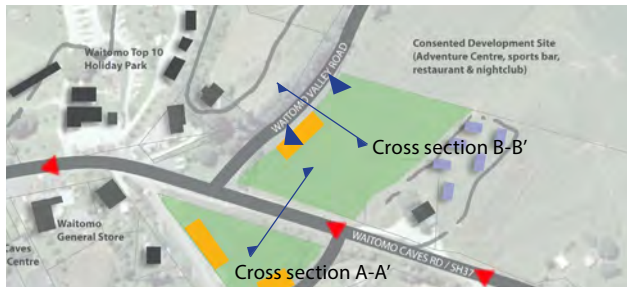 Waitomo Top 10
Holiday Park
WAITOMO VALLEY ROAD
Consented Development Site
(Adventure Centre, sports bar,
restaurant & nightclub)
Cross section B-B’
Waitomo
General Store
Caves
Centre
WAITOMO CAVES RD / SH37
Cross section A-A’